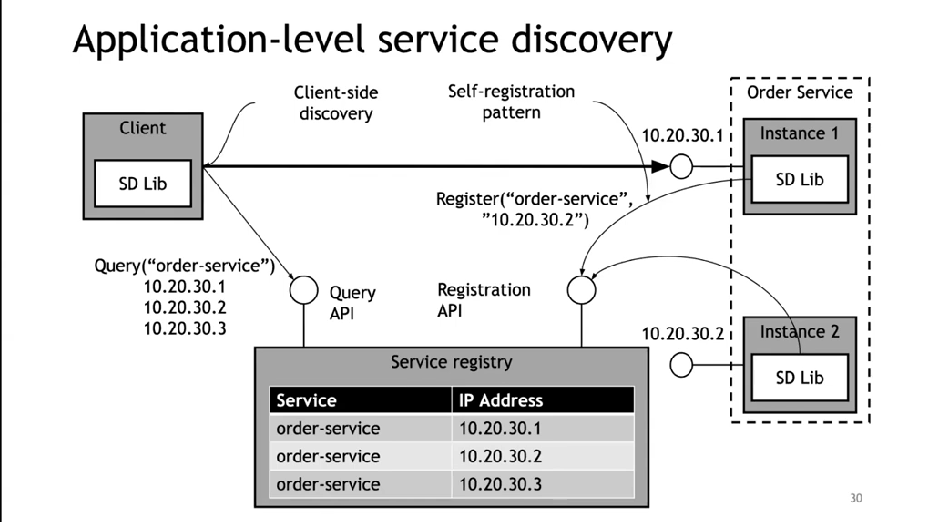 Application-level service discovery
Client-side
discovery
Self-registration
pattern
Order Service
Client
SD Lib
10.20.30.1
Instance 1
SD Lib
Register(“order-service”,
”10.20.30.2”)
Query(“order-service”)
10.20.30.1
10.20.30.2
10.20.30.3
Query
API
Registration
API
10.20.30.2
Instance 2
SD Lib
Service registry
Service IP Address
order-service 10.20.30.1
order-service 10.20.30.2
order-service 10.20.30.3
30